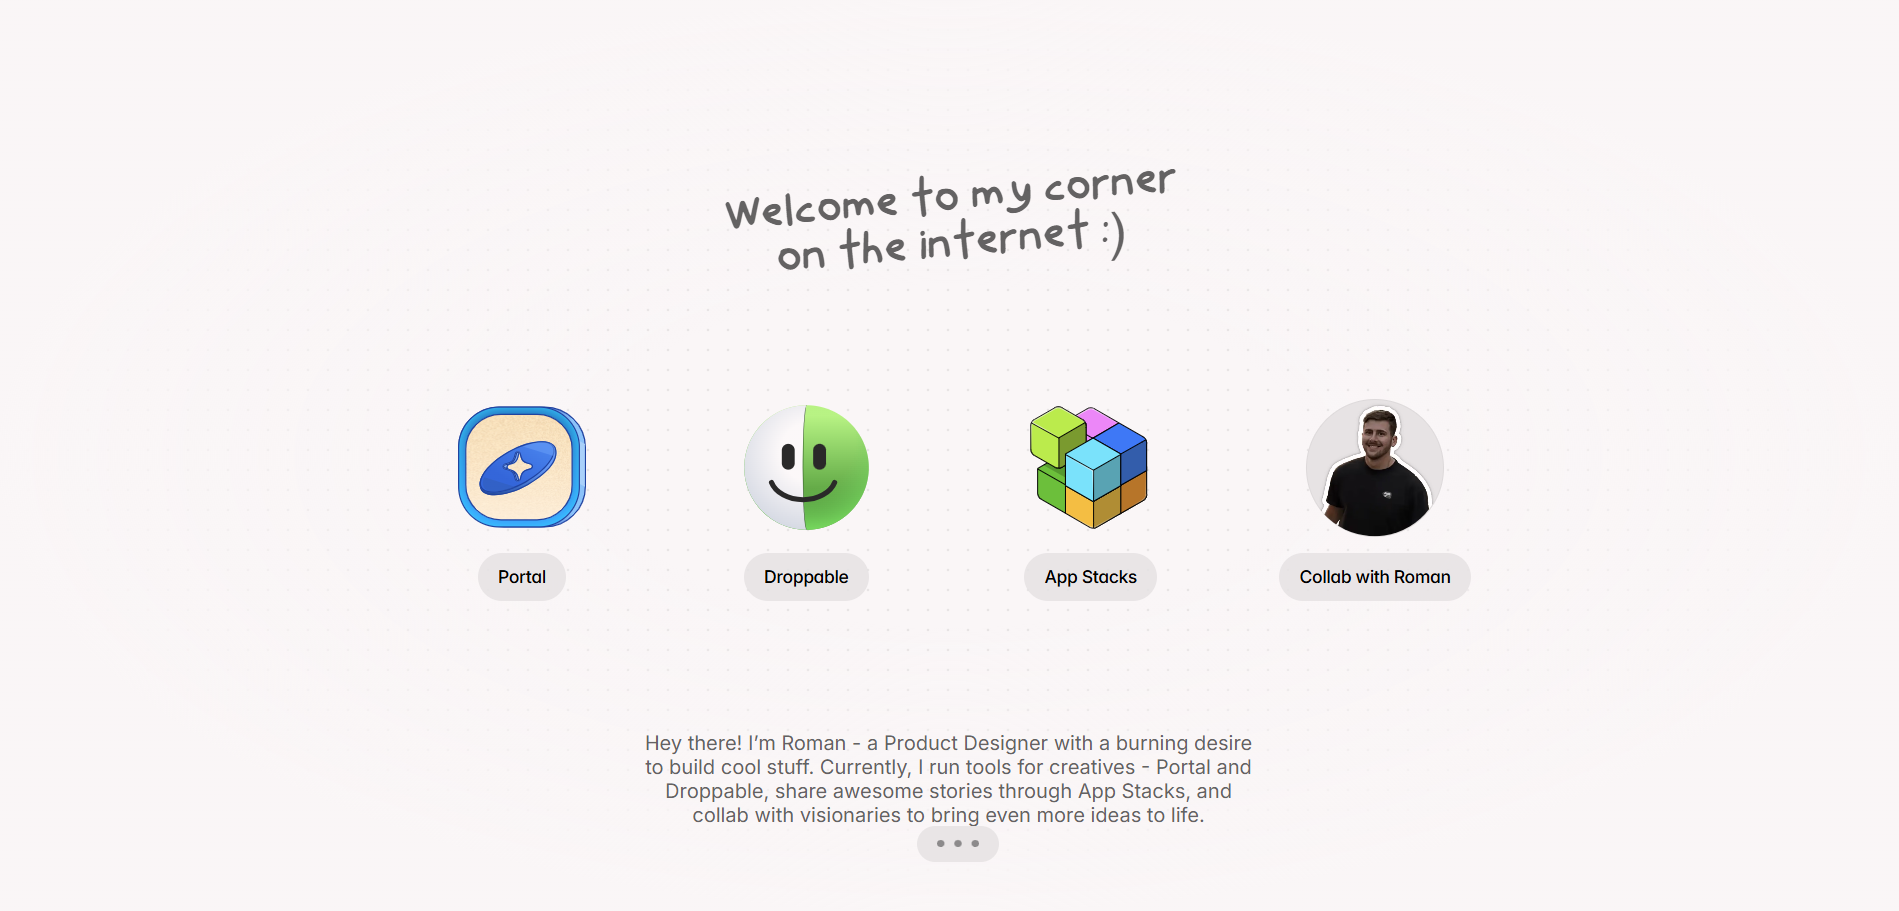 Welcome to my corner
on the internet :)
Portal
Droppable
App Stacks
Collab with Roman
Hey there! I’m Roman - a Product Designer with a burning desire
to build cool stuff. Currently, I run tools for creatives - Portal and
Droppable, share awesome stories through App Stacks, and
collab with visionaries to bring even more ideas to life.